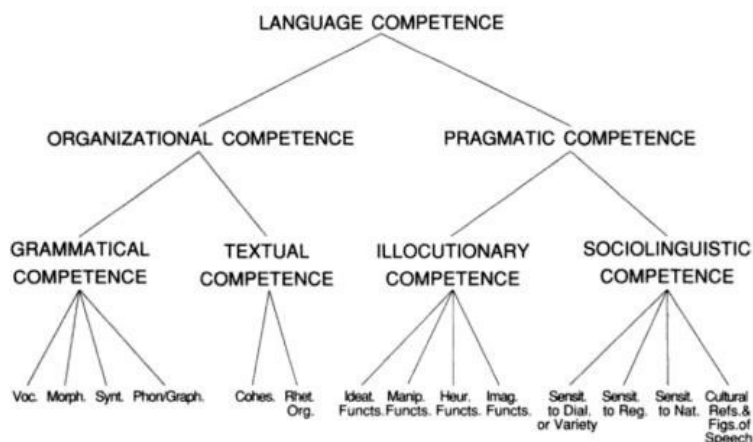 LANGUAGE COMPETENCE
ORGANIZATIONAL COMPETENCE PRAGMATIC COMPETENCE
GRAMMATICAL TEXTUAL ILLOCUTIONARY SOCIOLINGUISTIC
COMPETENCE COMPETENCE COMPETENCE COMPETENCE
Voc. Morph. Synt. Phon/Graph. Cohes. Rhet. Ideat. Manip. Heur. Imag. Sensit. Sensit. Sensit. Cultural
Org. Functs. Functs. Functs. Functs. to Dial. to Reg. to Nat. Refs.&
or Variety Figs.of
Speech